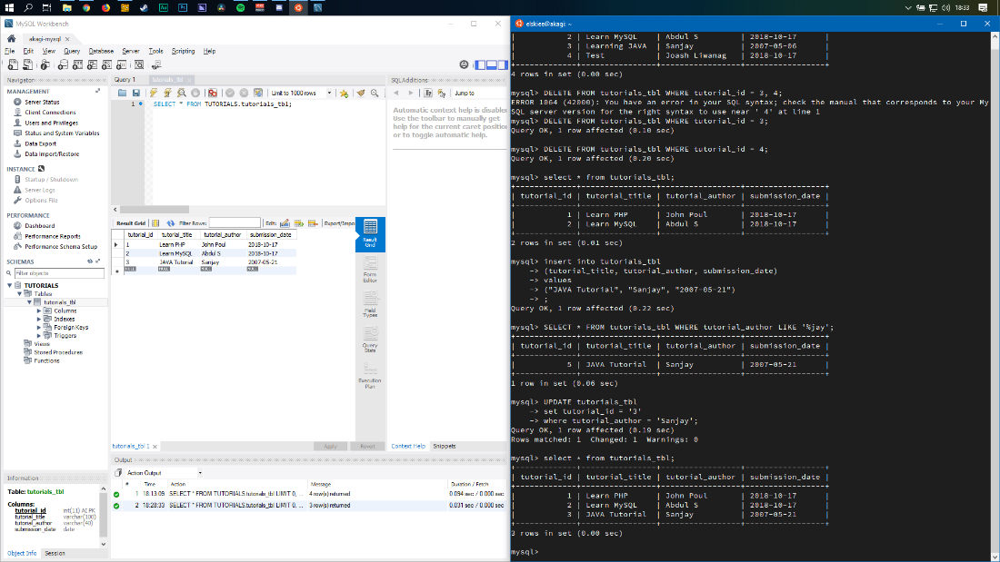 18:33
MySQL Workbench
akagi-mysql
File Edit View Query Database Server Tools Scripting Help
Navigator
MANAGEMENT
Server Status
Client Connections
Users and Privileges
Status and System Variables
Data Export
Data Import/Restore
INSTANCE
Startup / Shutdown
Server Logs
Options File
PERFORMANCE
Dashboard
Performance Reports
Performance Schema Setup
SCHEMAS
Filter objects
TUTORIALS
Tables
tutorials_tbl
Columns
Indexes
Foreign Keys
Triggers
Views
Stored Procedures
Functions
Information
Table: tutorials_tbl
Columns:
tutorial_id int(11) AI PK
tutorial_title varchar(100)
tutorial_author varchar(40)
submission_date date
Object Info Session
Query 1 tutorials_tbl
Limit to 1000 rows
1 SELECT * FROM TUTORIALS.tutorials_tbl;
Result Grid Filter Rows: Edit: Export/Impo
tutorial_id tutorial_title tutorial_author submission_date
1 Learn PHP John Poul 2018-10-17
2 Learn MySQL Abdul S 2018-10-17
3 JAVA Tutorial Sanjay 2007-05-21
NULL NULL NULL NULL
Result
Grid
Form
Editor
Field
Types
Query
Stats
Execution
Plan
tutorials_tbl 1
Apply Revert
SQLAdditions
Jump to
Automatic context help is disabled
Use the toolbar to manually get
help for the current caret position
or to toggle automatic help.
Context Help Snippets
Output
Action Output
# Time Action Message Duration / Fetch
1 18:13:09 SELECT * FROM TUTORIALS.tutorials_tbl LIMIT 0, ... 4 row(s) returned 0.094 sec / 0.000 sec
2 18:28:33 SELECT * FROM TUTORIALS.tutorials_tbl LIMIT 0, ... 3 row(s) returned 0.031 sec / 0.000 sec
elskiee@akagi: ~
| 2 | Learn MySQL | Abdul S | 2018-10-17 |
| 3 | Learning JAVA | Sanjay | 2007-05-06 |
| 4 | Test | Joash Liwanag | 2018-10-17 |
+-------------+----------------+-----------------+-----------------+
4 rows in set (0.00 sec)
mysql> DELETE FROM tutorials_tbl WHERE tutorial_id = 3, 4;
ERROR 1064 (42000): You have an error in your SQL syntax; check the manual that corresponds to your My
SQL server version for the right syntax to use near ' 4' at line 1
mysql> DELETE FROM tutorials_tbl WHERE tutorial_id = 3;
Query OK, 1 row affected (0.10 sec)
mysql> DELETE FROM tutorials_tbl WHERE tutorial_id = 4;
Query OK, 1 row affected (0.20 sec)
mysql> select * from tutorials_tbl;
+-------------+----------------+-----------------+-----------------+
| tutorial_id | tutorial_title | tutorial_author | submission_date |
+-------------+----------------+-----------------+-----------------+
| 1 | Learn PHP | John Poul | 2018-10-17 |
| 2 | Learn MySQL | Abdul S | 2018-10-17 |
+-------------+----------------+-----------------+-----------------+
2 rows in set (0.01 sec)
mysql> insert into tutorials_tbl
-> (tutorial_title, tutorial_author, submission_date)
-> values
-> ("JAVA Tutorial", "Sanjay", "2007-05-21")
-> ;
Query OK, 1 row affected (0.22 sec)
mysql> SELECT * FROM tutorials_tbl WHERE tutorial_author LIKE '%jay';
+-------------+----------------+-----------------+-----------------+
| tutorial_id | tutorial_title | tutorial_author | submission_date |
+-------------+----------------+-----------------+-----------------+
| 5 | JAVA Tutorial | Sanjay | 2007-05-21 |
+-------------+----------------+-----------------+-----------------+
1 row in set (0.06 sec)
mysql> UPDATE tutorials_tbl
-> set tutorial_id = '3'
-> where tutorial_author = 'Sanjay';
Query OK, 1 row affected (0.19 sec)
Rows matched: 1 Changed: 1 Warnings: 0
mysql> select * from tutorials_tbl;
+-------------+----------------+-----------------+-----------------+
| tutorial_id | tutorial_title | tutorial_author | submission_date |
+-------------+----------------+-----------------+-----------------+
| 1 | Learn PHP | John Poul | 2018-10-17 |
| 2 | Learn MySQL | Abdul S | 2018-10-17 |
| 3 | JAVA Tutorial | Sanjay | 2007-05-21 |
+-------------+----------------+-----------------+-----------------+
3 rows in set (0.00 sec)
mysql>